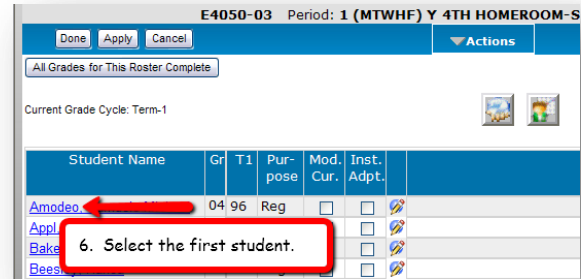 E4050-03 Period: 1 (MTWHF) Y 4TH HOMEROOM-S
Done Apply Cancel Actions
All Grades for This Roster Complete
Current Grade Cycle: Term-1
Student Name Gr T1 Pur- Mod. Inst.
pose Cur. Adpt.
Amodeo, 04 96 Reg
Appl
Bake
6. Select the first student.